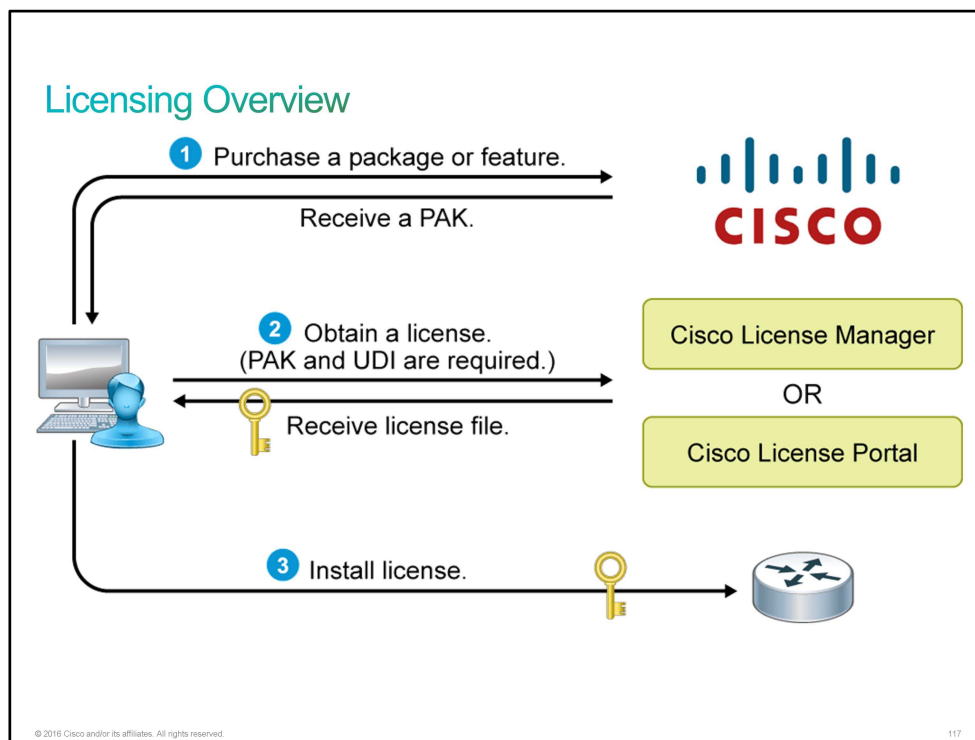 Licensing Overview
1 Purchase a package or feature.
Receive a PAK.
CISCO
2 Obtain a license.
(PAK and UDI are required.)
Receive license file.
Cisco License Manager
OR
Cisco License Portal
3 Install license.
© 2016 Cisco and/or its affiliates. All rights reserved.
117